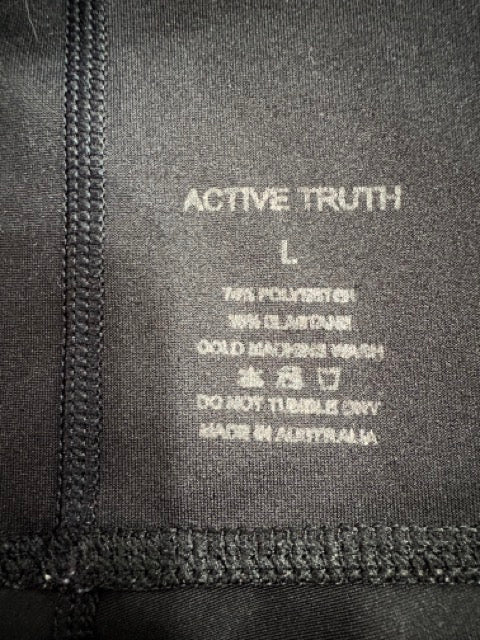 ACTIVE TRUTH
L
POLYESTER
ELASTANE
COLD MACHINE WASH
DO NOT TUMBLE DRY
MADE IN AUSTRALIA